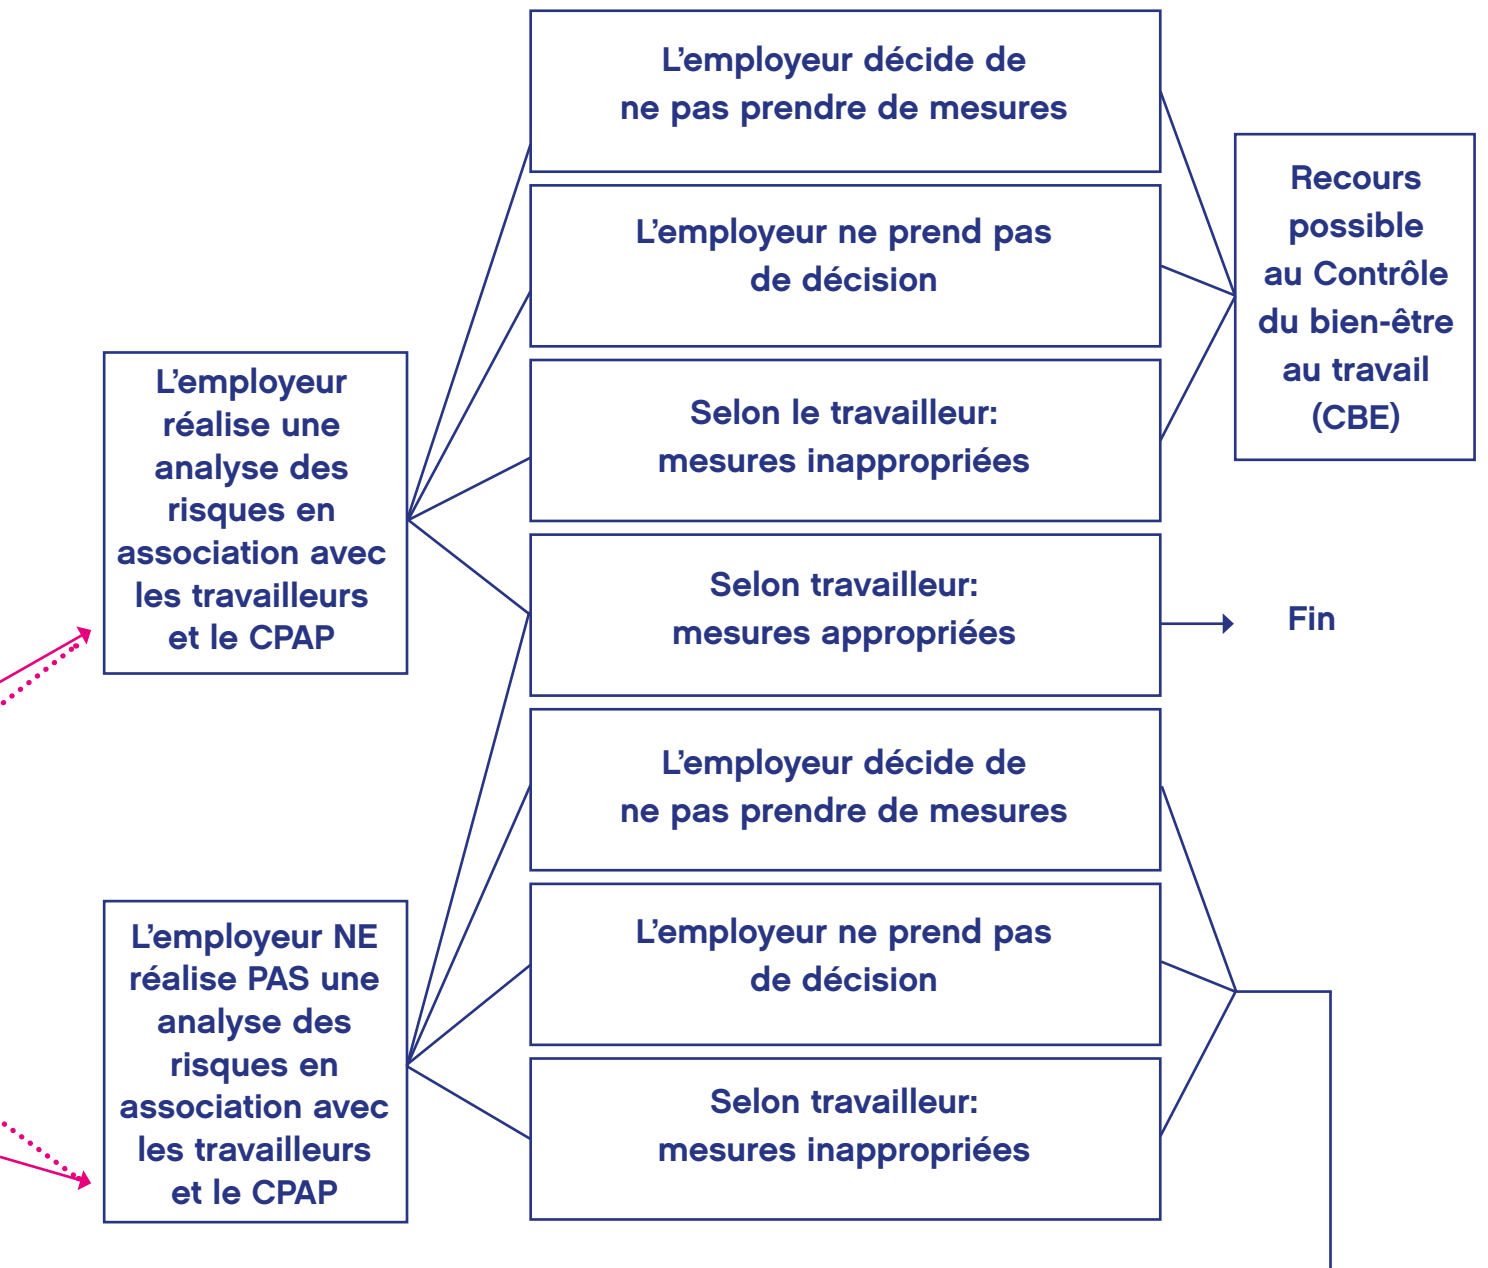 L'employeur décide de
ne pas prendre de mesures
L'employeur ne prend pas
de décision
Selon le travailleur:
mesures inappropriées
Selon travailleur:
mesures appropriées
L'employeur décide de
ne pas prendre de mesures
L'employeur ne prend pas
de décision
Selon travailleur:
mesures inappropriées
L'employeur
réalise une
analyse des
risques en
association avec
les travailleurs
et le CPAP
L'employeur NE
réalise PAS une
analyse des
risques en
association avec
les travailleurs
et le CPAP
Recours
possible
au Contrôle
du bien-être
au travail
(CBE)
Fin